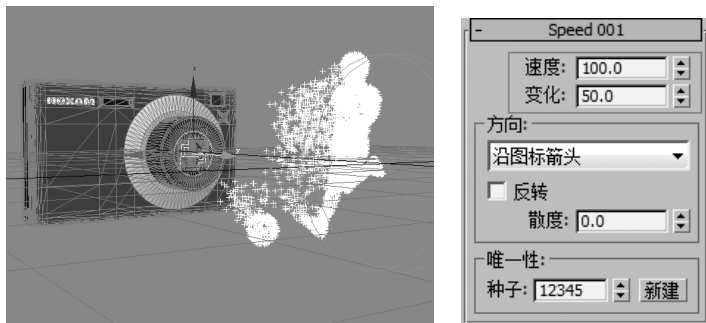 NEXAM
z
y
- Speed 001
速度: 100.0
变化: 50.0
方向:
沿图标箭头
反转
散度: 0.0
唯一性:
种子: 12345 新建